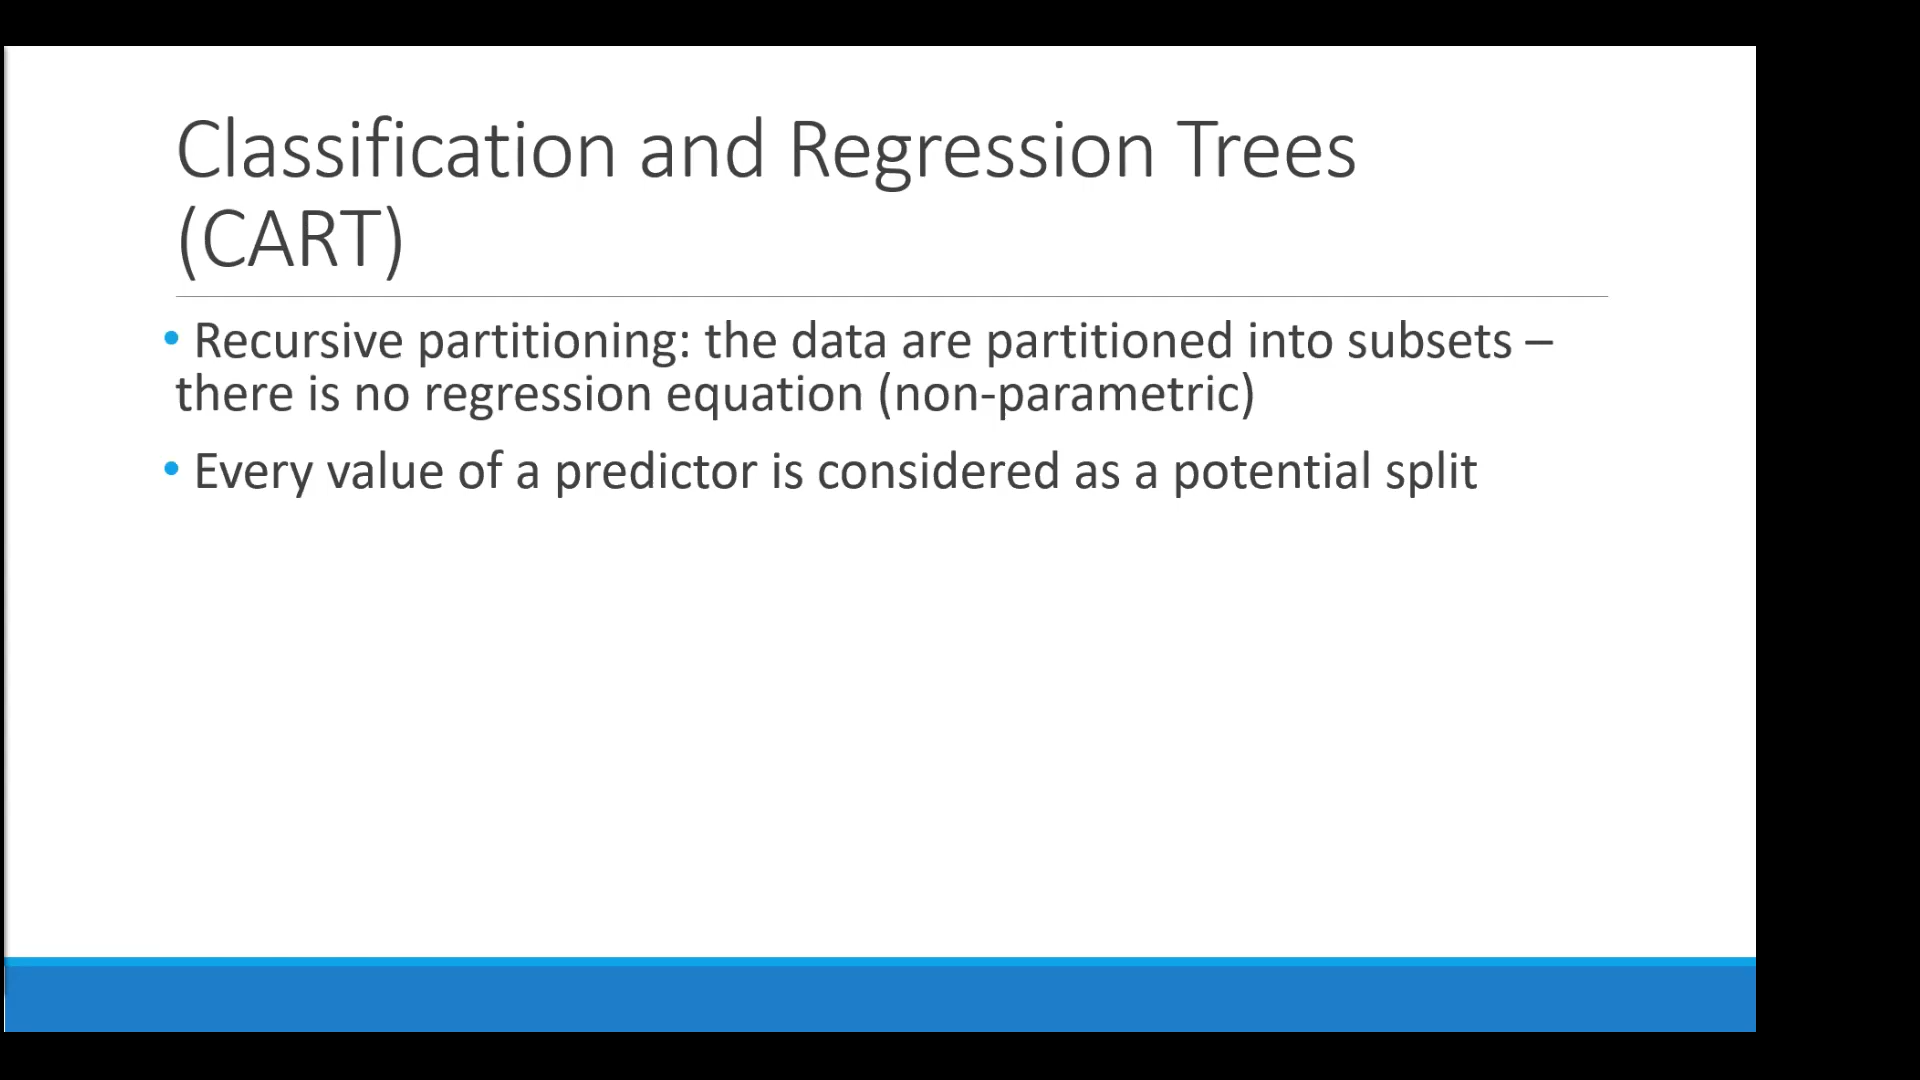 Classification and Regression Trees
(CART)
• Recursive partitioning: the data are partitioned into subsets –
there is no regression equation (non-parametric)
• Every value of a predictor is considered as a potential split